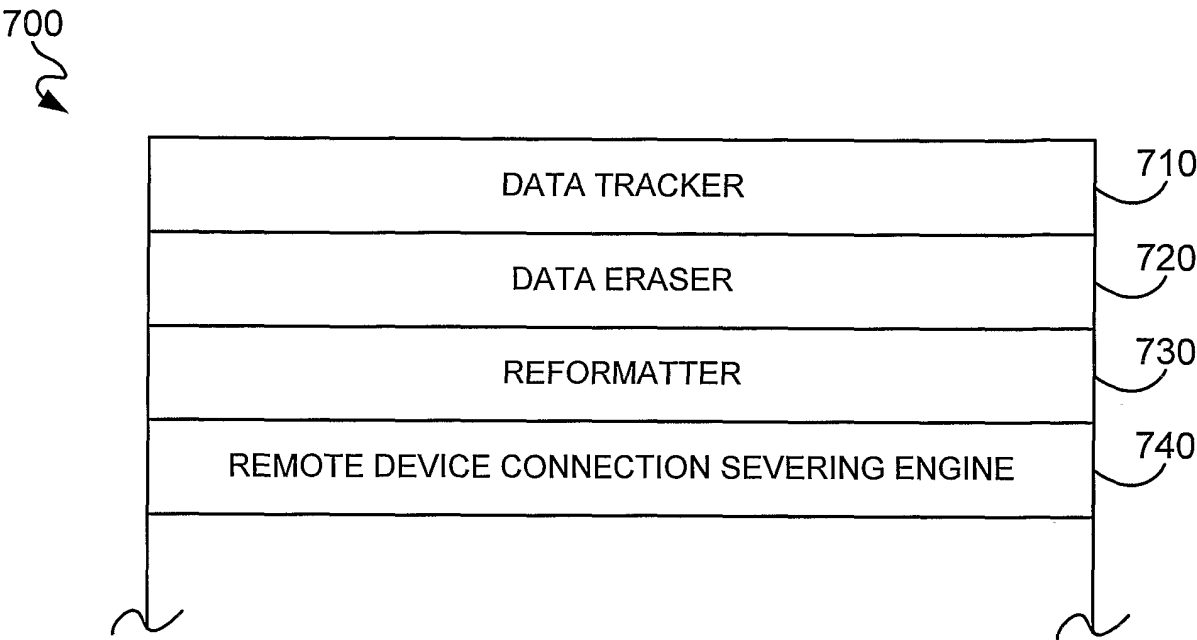 700
DATA TRACKER 710
DATA ERASER 720
REFORMATTER 730
REMOTE DEVICE CONNECTION SEVERING ENGINE 740